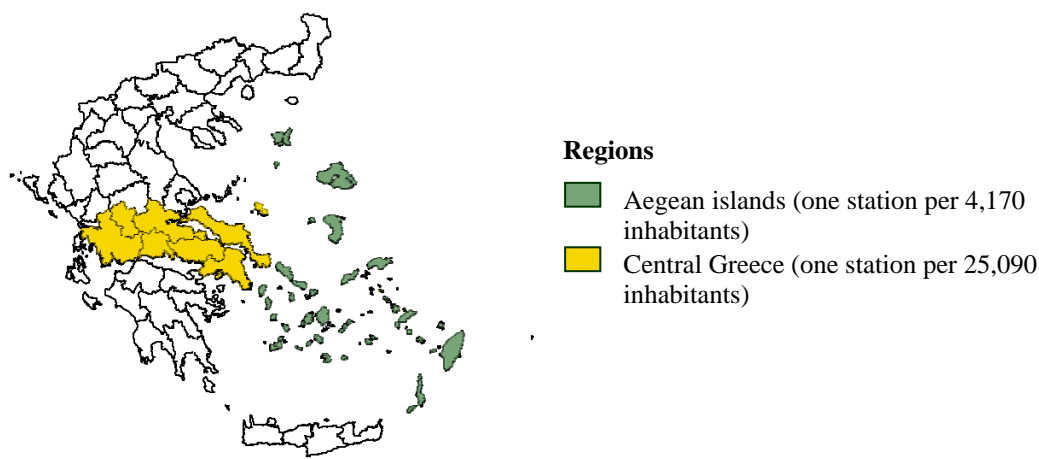 Regions
Aegean islands (one station per 4,170
inhabitants)
Central Greece (one station per 25,090
inhabitants)